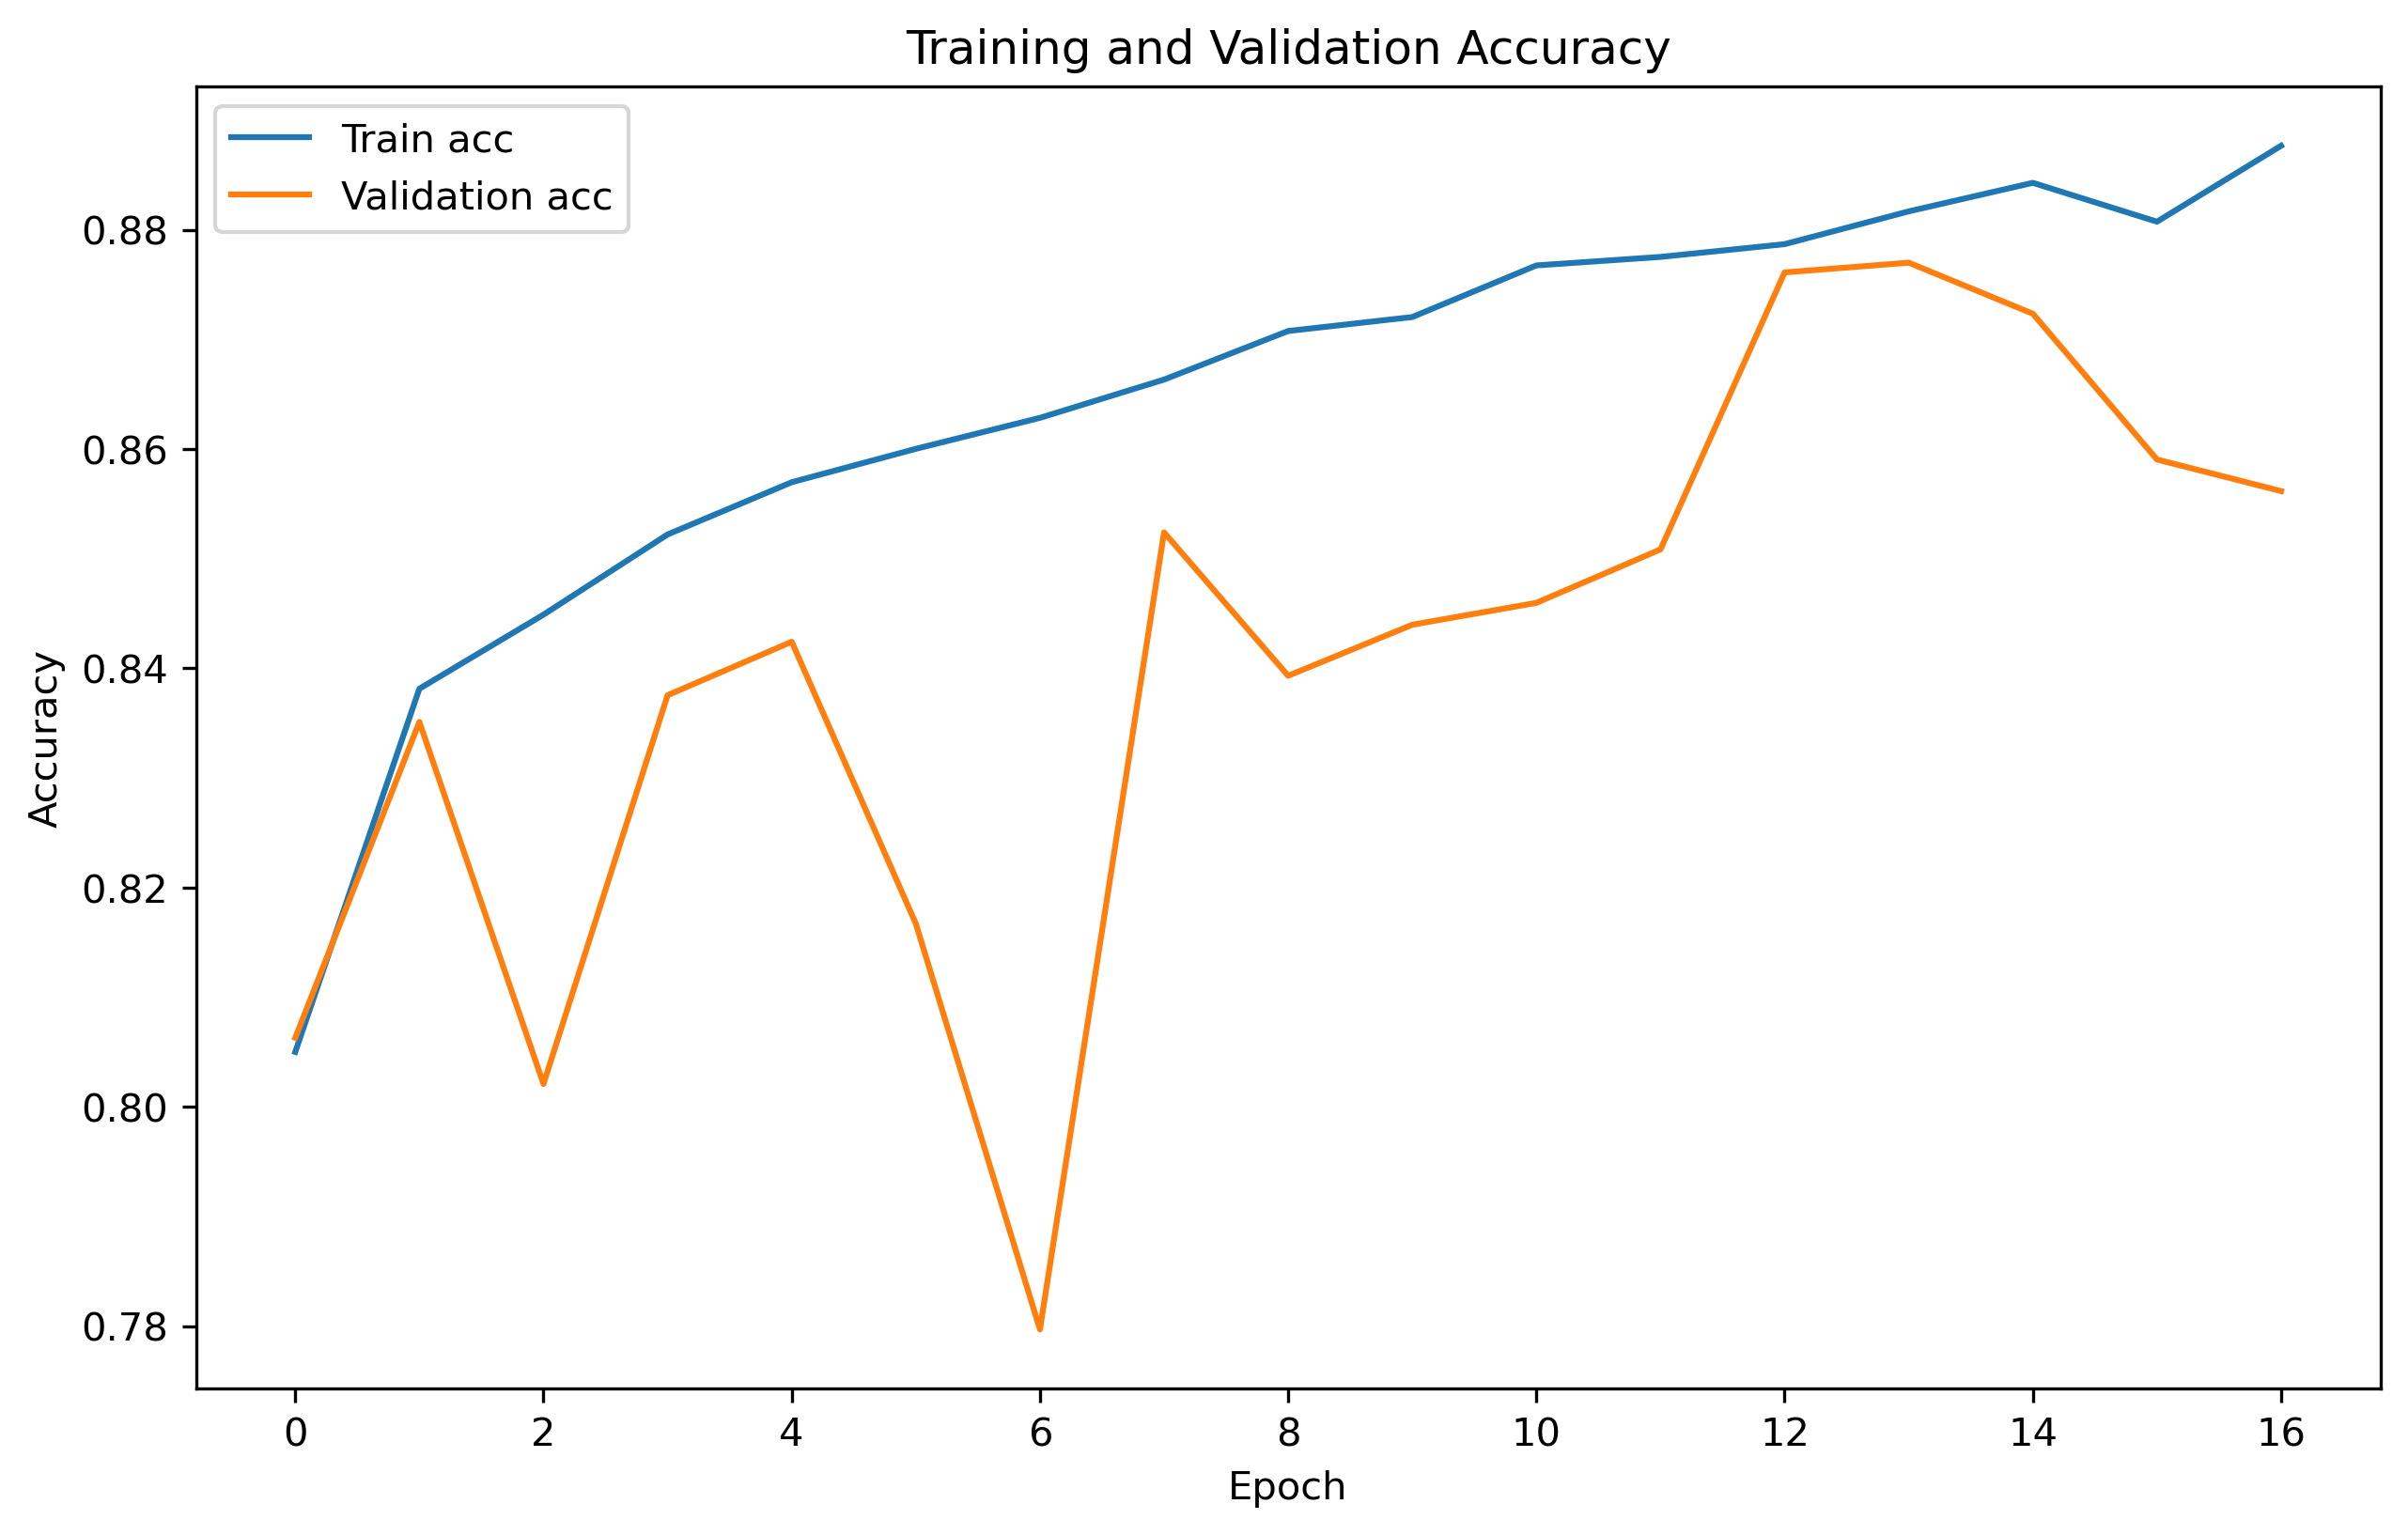 Training and Validation Accuracy
Train acc
Validation acc
0.88
0.86
0.84
0.82
0.80
0.78
Accuracy
0 2 4 6 8 10 12 14 16
Epoch